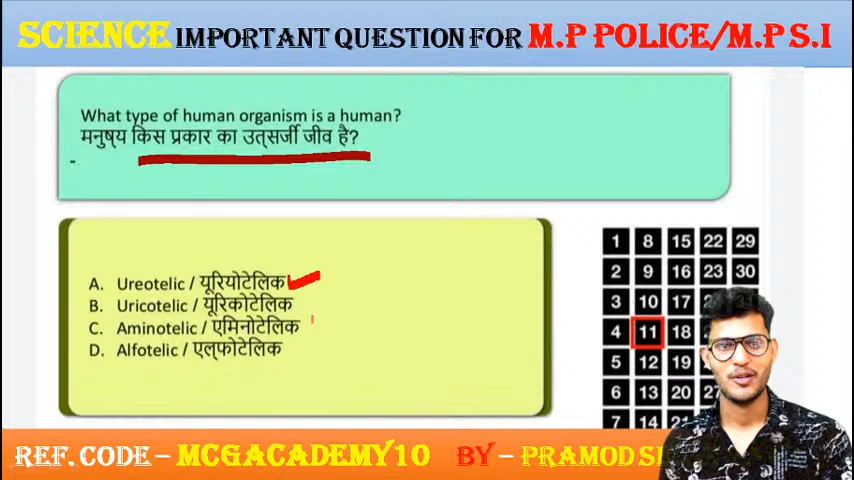 SCIENCE IMPORTANT QUESTION FOR M.P POLICE/M.P S.I
What type of human organism is a human?
मनुष्य किस प्रकार का उत्सर्जी जीव है?
-
A. Ureotelic / यूरियोटेलिक
B. Uricotelic / यूरिकोटेलिक
C. Aminotelic / एमिनोटेलिक
D. Alfotelic / एल्फोटेलिक
1 8 15 22 29
2 9 16 23 30
3 10 17
4 11 18
5 12 19
6 13 20
7 14
REF. CODE – MCGACADEMY10 BY – PRAMOD